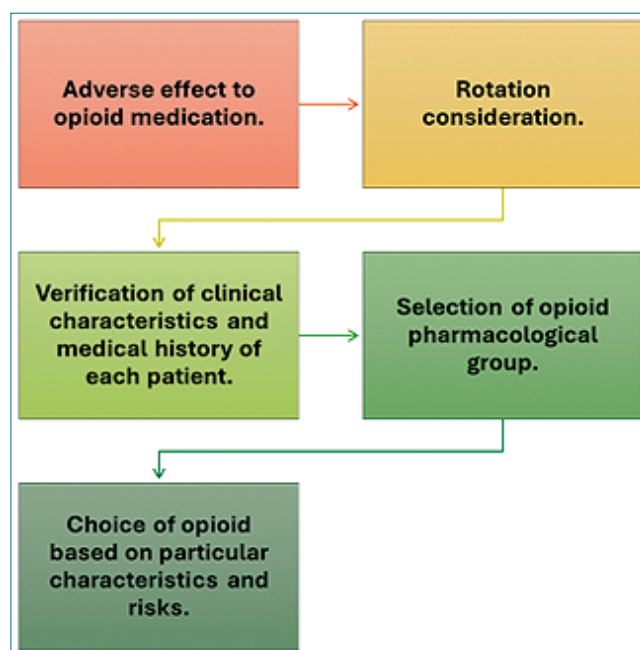 Adverse effect to
opioid medication.
Rotation
consideration.
Verification of clinical
characteristics and
medical history of
each patient.
Selection of opioid
pharmacological
group.
Choice of opioid
based on particular
characteristics and
risks.